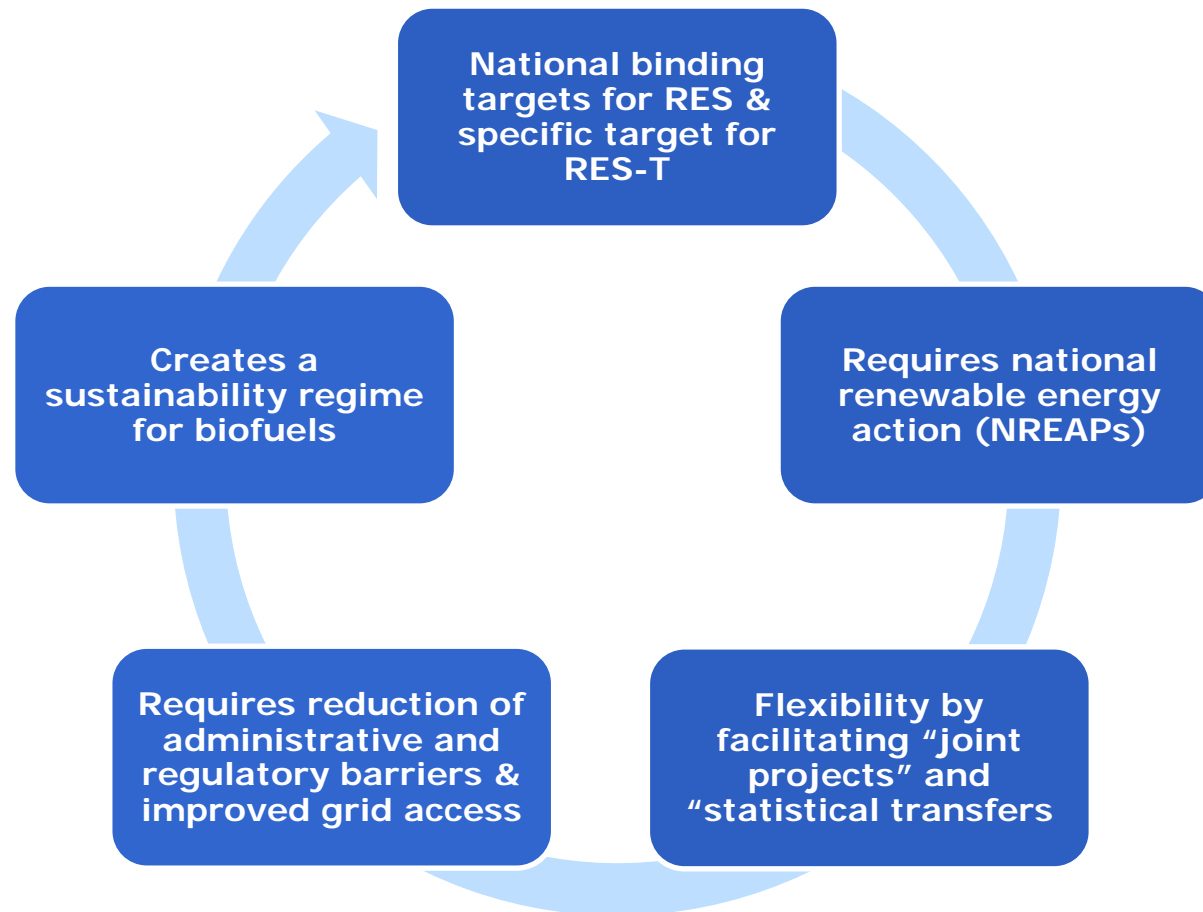 National binding
targets for RES &
specific target for
RES-T
Requires national
renewable energy
action (NREAPs)
Flexibility by
facilitating “joint
projects” and
“statistical transfers
Requires reduction of
administrative and
regulatory barriers &
improved grid access
Creates a
sustainability regime
for biofuels